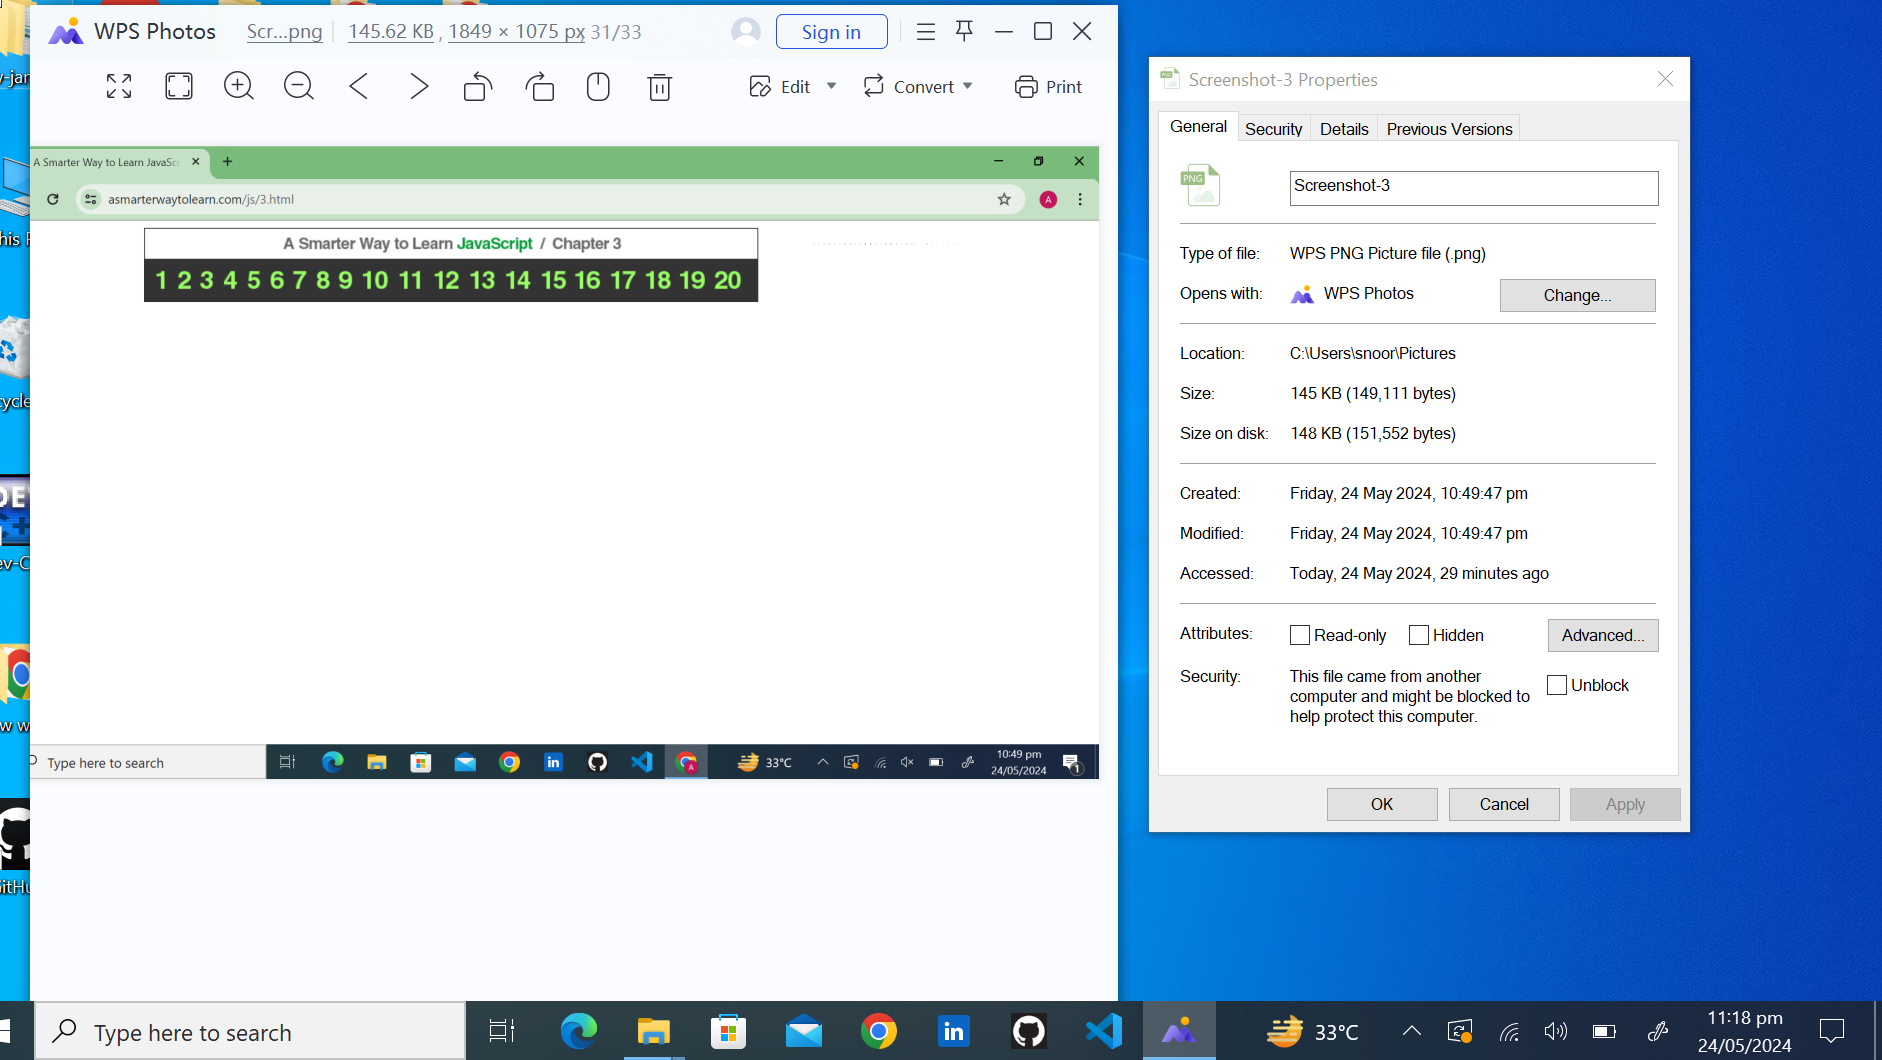 WPS Photos
Scr...png
145.62 KB , 1849 × 1075 px 31/33
Sign in
Edit
Convert
Print
A Smarter Way to Learn JavaSc
asmarterwaytolearn.com/js/3.html
A
A Smarter Way to Learn JavaScript / Chapter 3
1 2 3 4 5 6 7 8 9 10 11 12 13 14 15 16 17 18 19 20
Type here to search
33°C
10:49 pm
24/05/2024
1
Screenshot-3 Properties
General
Security
Details
Previous Versions
PNG
Screenshot-3
Type of file: WPS PNG Picture file (.png)
Opens with: WPS Photos
Change...
Location: C:\Users\snoor\Pictures
Size: 145 KB (149,111 bytes)
Size on disk: 148 KB (151,552 bytes)
Created: Friday, 24 May 2024, 10:49:47 pm
Modified: Friday, 24 May 2024, 10:49:47 pm
Accessed: Today, 24 May 2024, 29 minutes ago
Attributes: Read-only Hidden
Advanced...
Security: This file came from another
computer and might be blocked to
help protect this computer.
Unblock
OK
Cancel
Apply
Type here to search
in
33°C
11:18 pm
24/05/2024